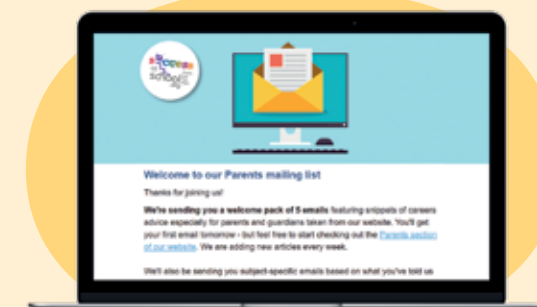 success
at
school
Welcome to our Parents mailing list
Thanks for joining us!
We're sending you a welcome pack of 5 emails featuring snippets of careers
advice especially for parents and guardians taken from our website. You'll get
your first email tomorrow - but feel free to start checking out the Parents section
of our website. We are adding new articles every week.
We'll also be sending you subject-specific emails based on what you've told us